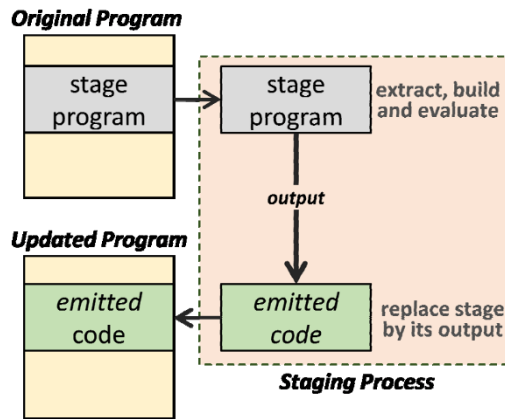 Original Program
stage
program
stage
program
extract, build
and evaluate
output
Updated Program
emitted
code
emitted
code
replace stage
by its output
Staging Process